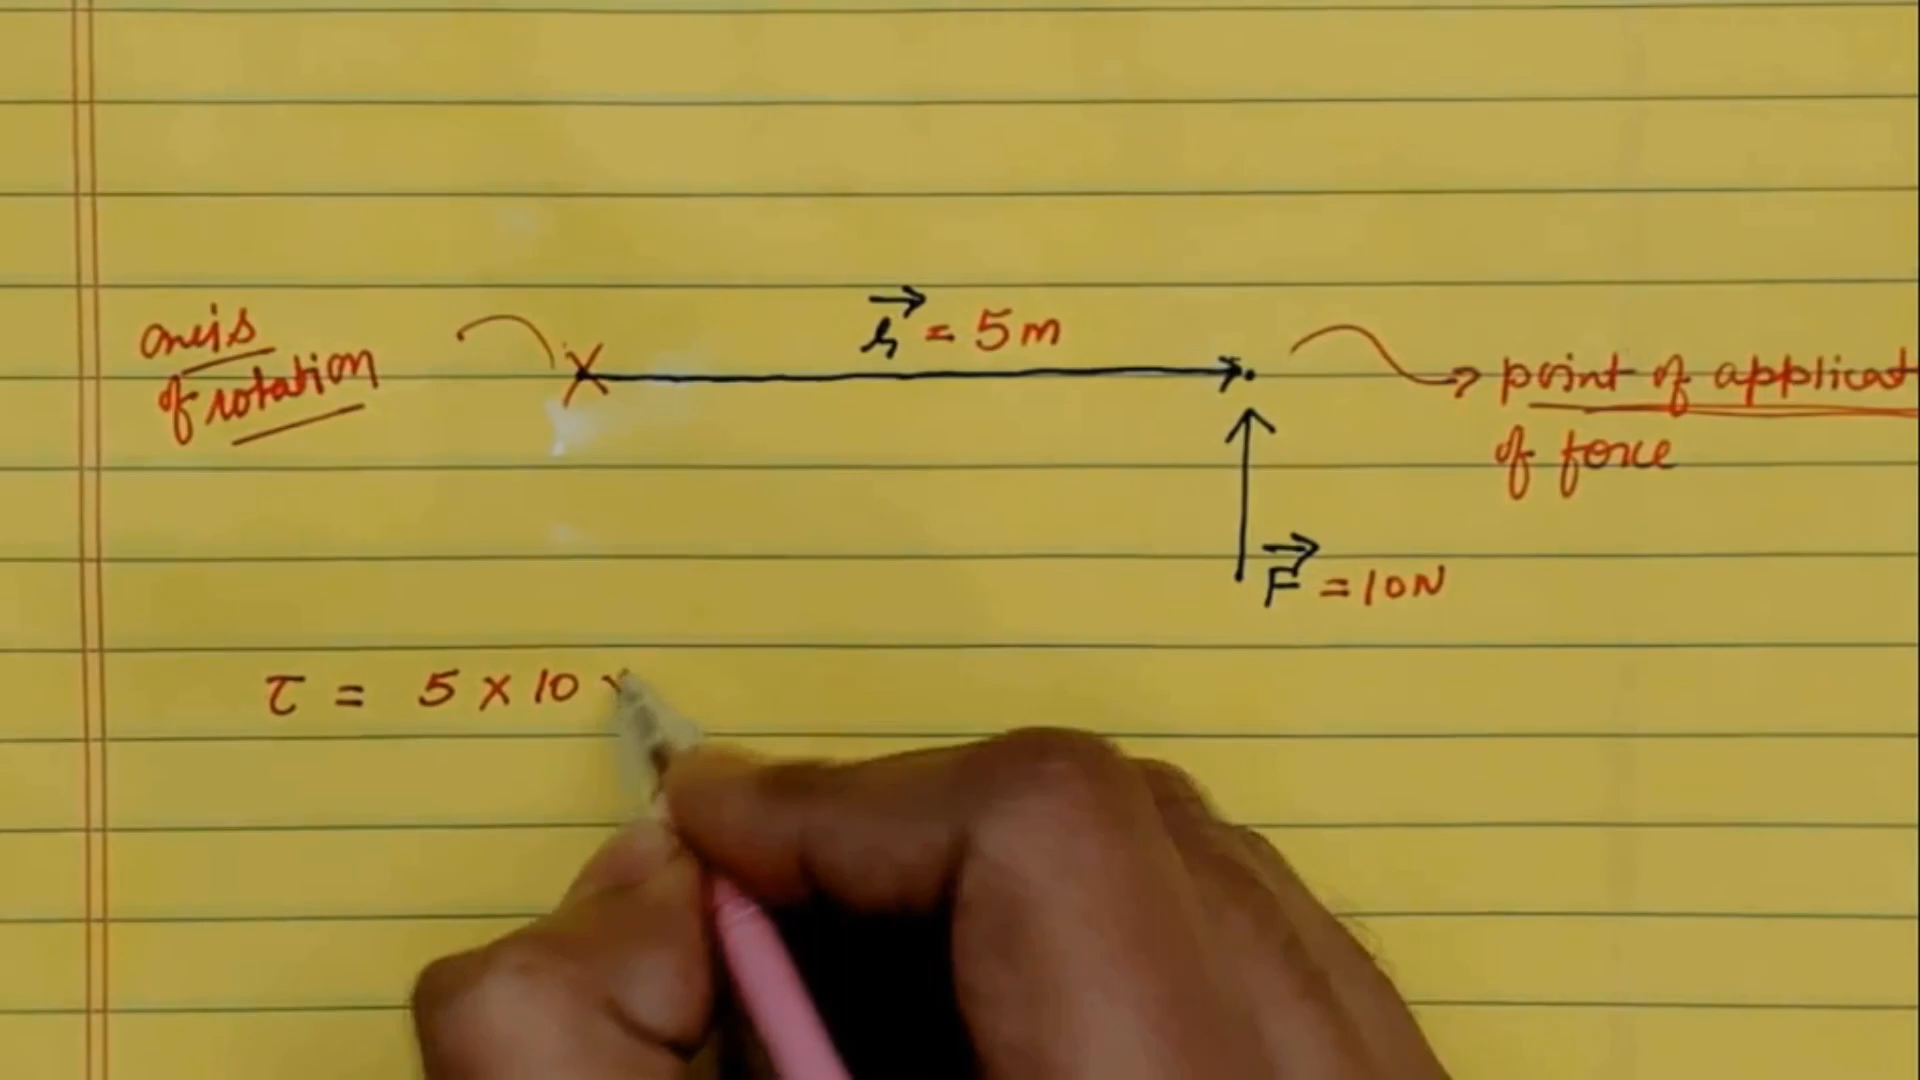 r = 5m
axis
of rotation
point of applicat
of force
F = 10N
τ = 5 × 10 ×